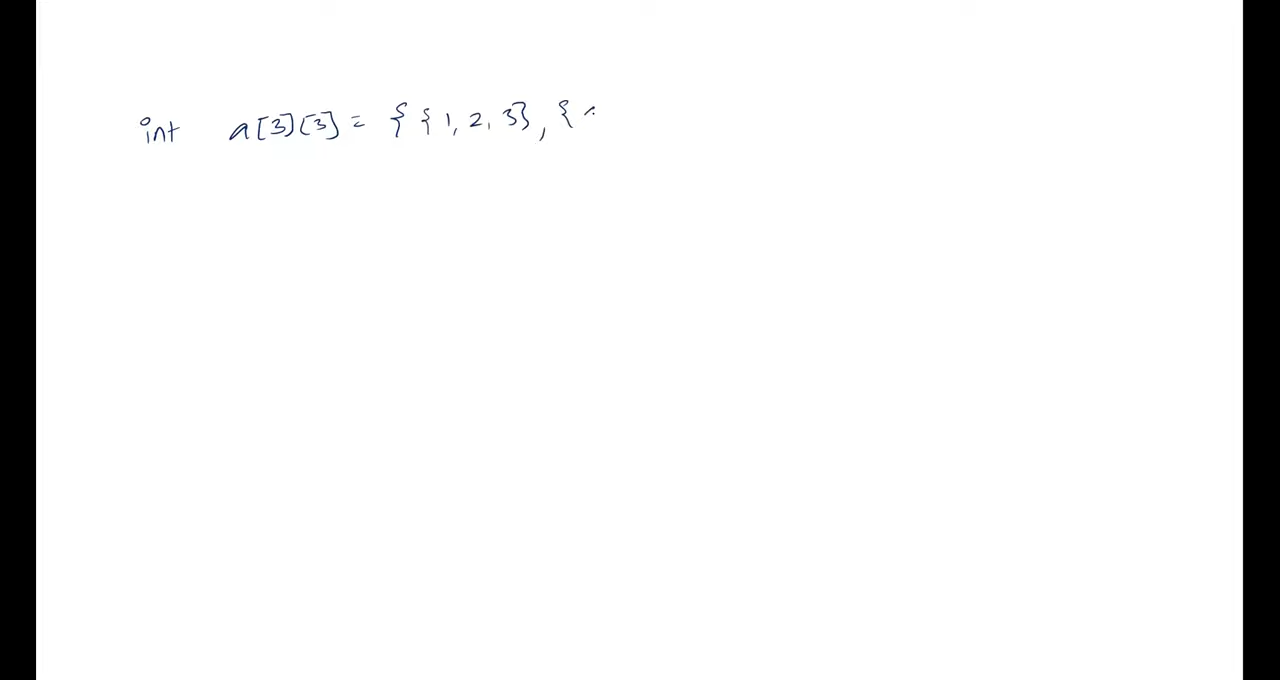 int a[3][3] = { { 1, 2, 3}, {